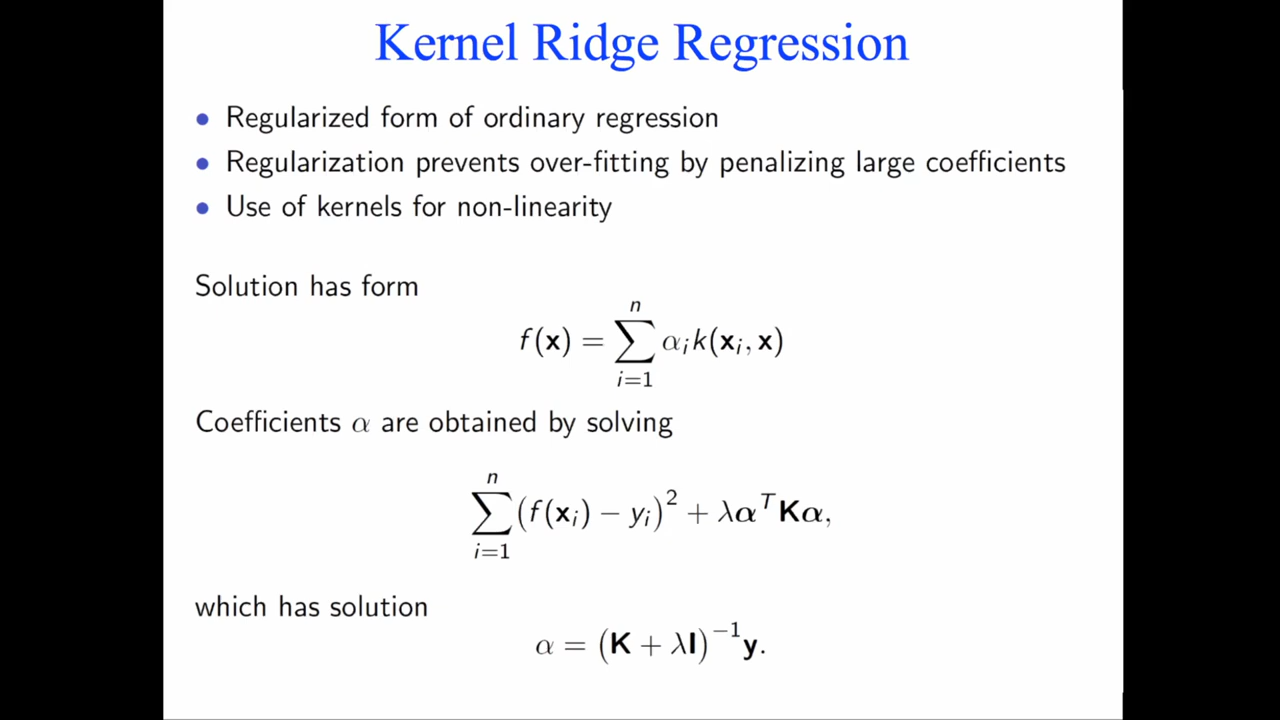 Kernel Ridge Regression
• Regularized form of ordinary regression
• Regularization prevents over-fitting by penalizing large coefficients
• Use of kernels for non-linearity
Solution has form
f(x) = ∑_{i=1}^{n} α_i k(x_i, x)
Coefficients α are obtained by solving
∑_{i=1}^{n} (f(x_i) − y_i)^2 + λα^T Kα,
which has solution
α = (K + λI)^{−1} y.